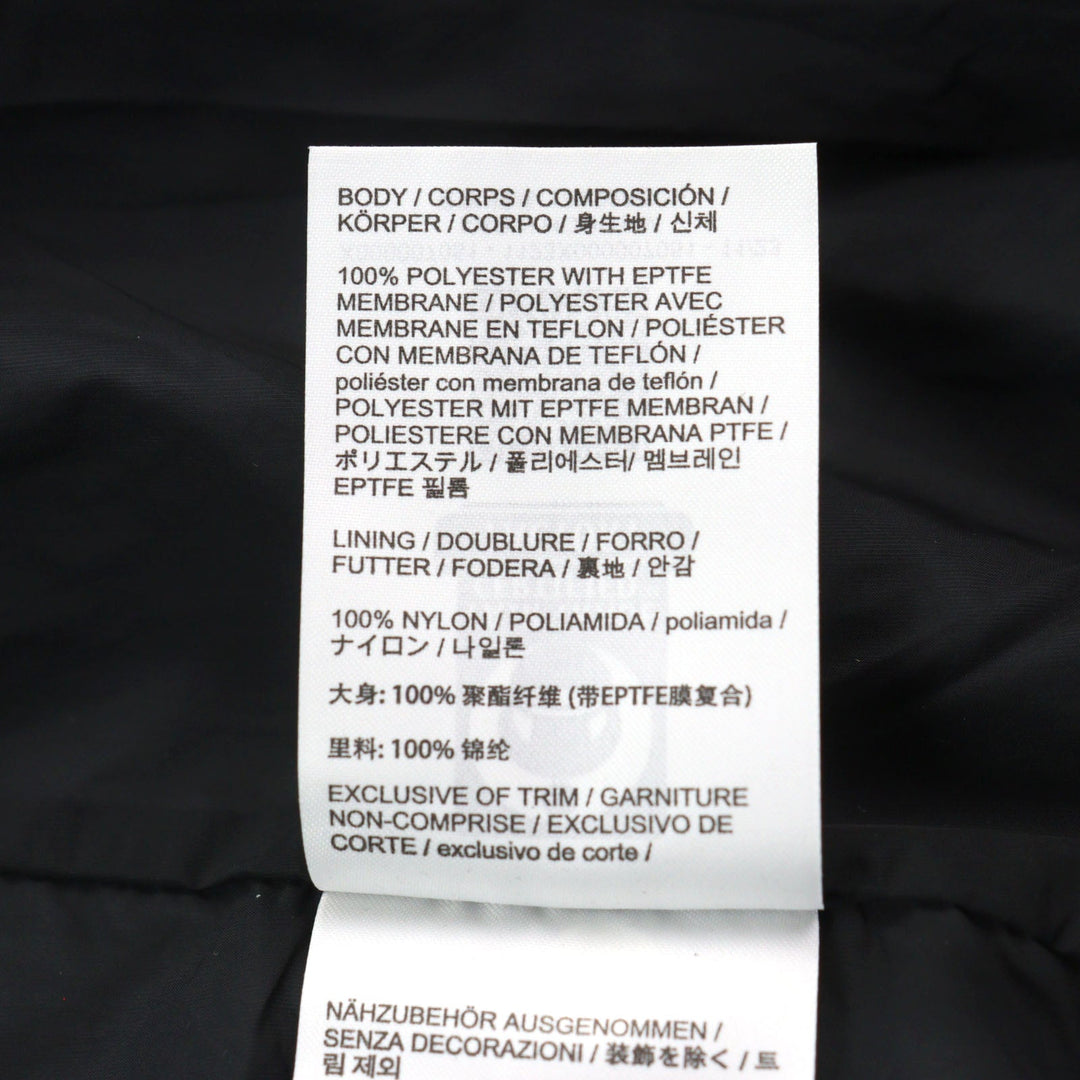 BODY / CORPS / COMPOSICIÓN /
KÖRPER / CORPO / 身生地 / 신체
100% POLYESTER WITH EPTFE
MEMBRANE / POLYESTER AVEC
MEMBRANE EN TEFLON / POLIÉSTER
CON MEMBRANA DE TEFLÓN /
poliéster con membrana de teflón /
POLYESTER MIT EPTFE MEMBRAN /
POLIESTERE CON MEMBRANA PTFE /
ポリエステル / 폴리에스터/ 멤브레인
EPTFE 필름
LINING / DOUBLURE / FORRO /
FUTTER / FODERA / 裏地 / 안감
100% NYLON / POLIAMIDA / poliamida /
ナイロン / 나일론
大身: 100% 聚酯纤维 (带EPTFE膜复合)
里料: 100% 锦纶
EXCLUSIVE OF TRIM / GARNITURE
NON-COMPRISE / EXCLUSIVO DE
CORTE / exclusivo de corte /
NÄHZUBEHÖR AUSGENOMMEN /
SENZA DECORAZIONI / 装飾を除く / 트
림 제외